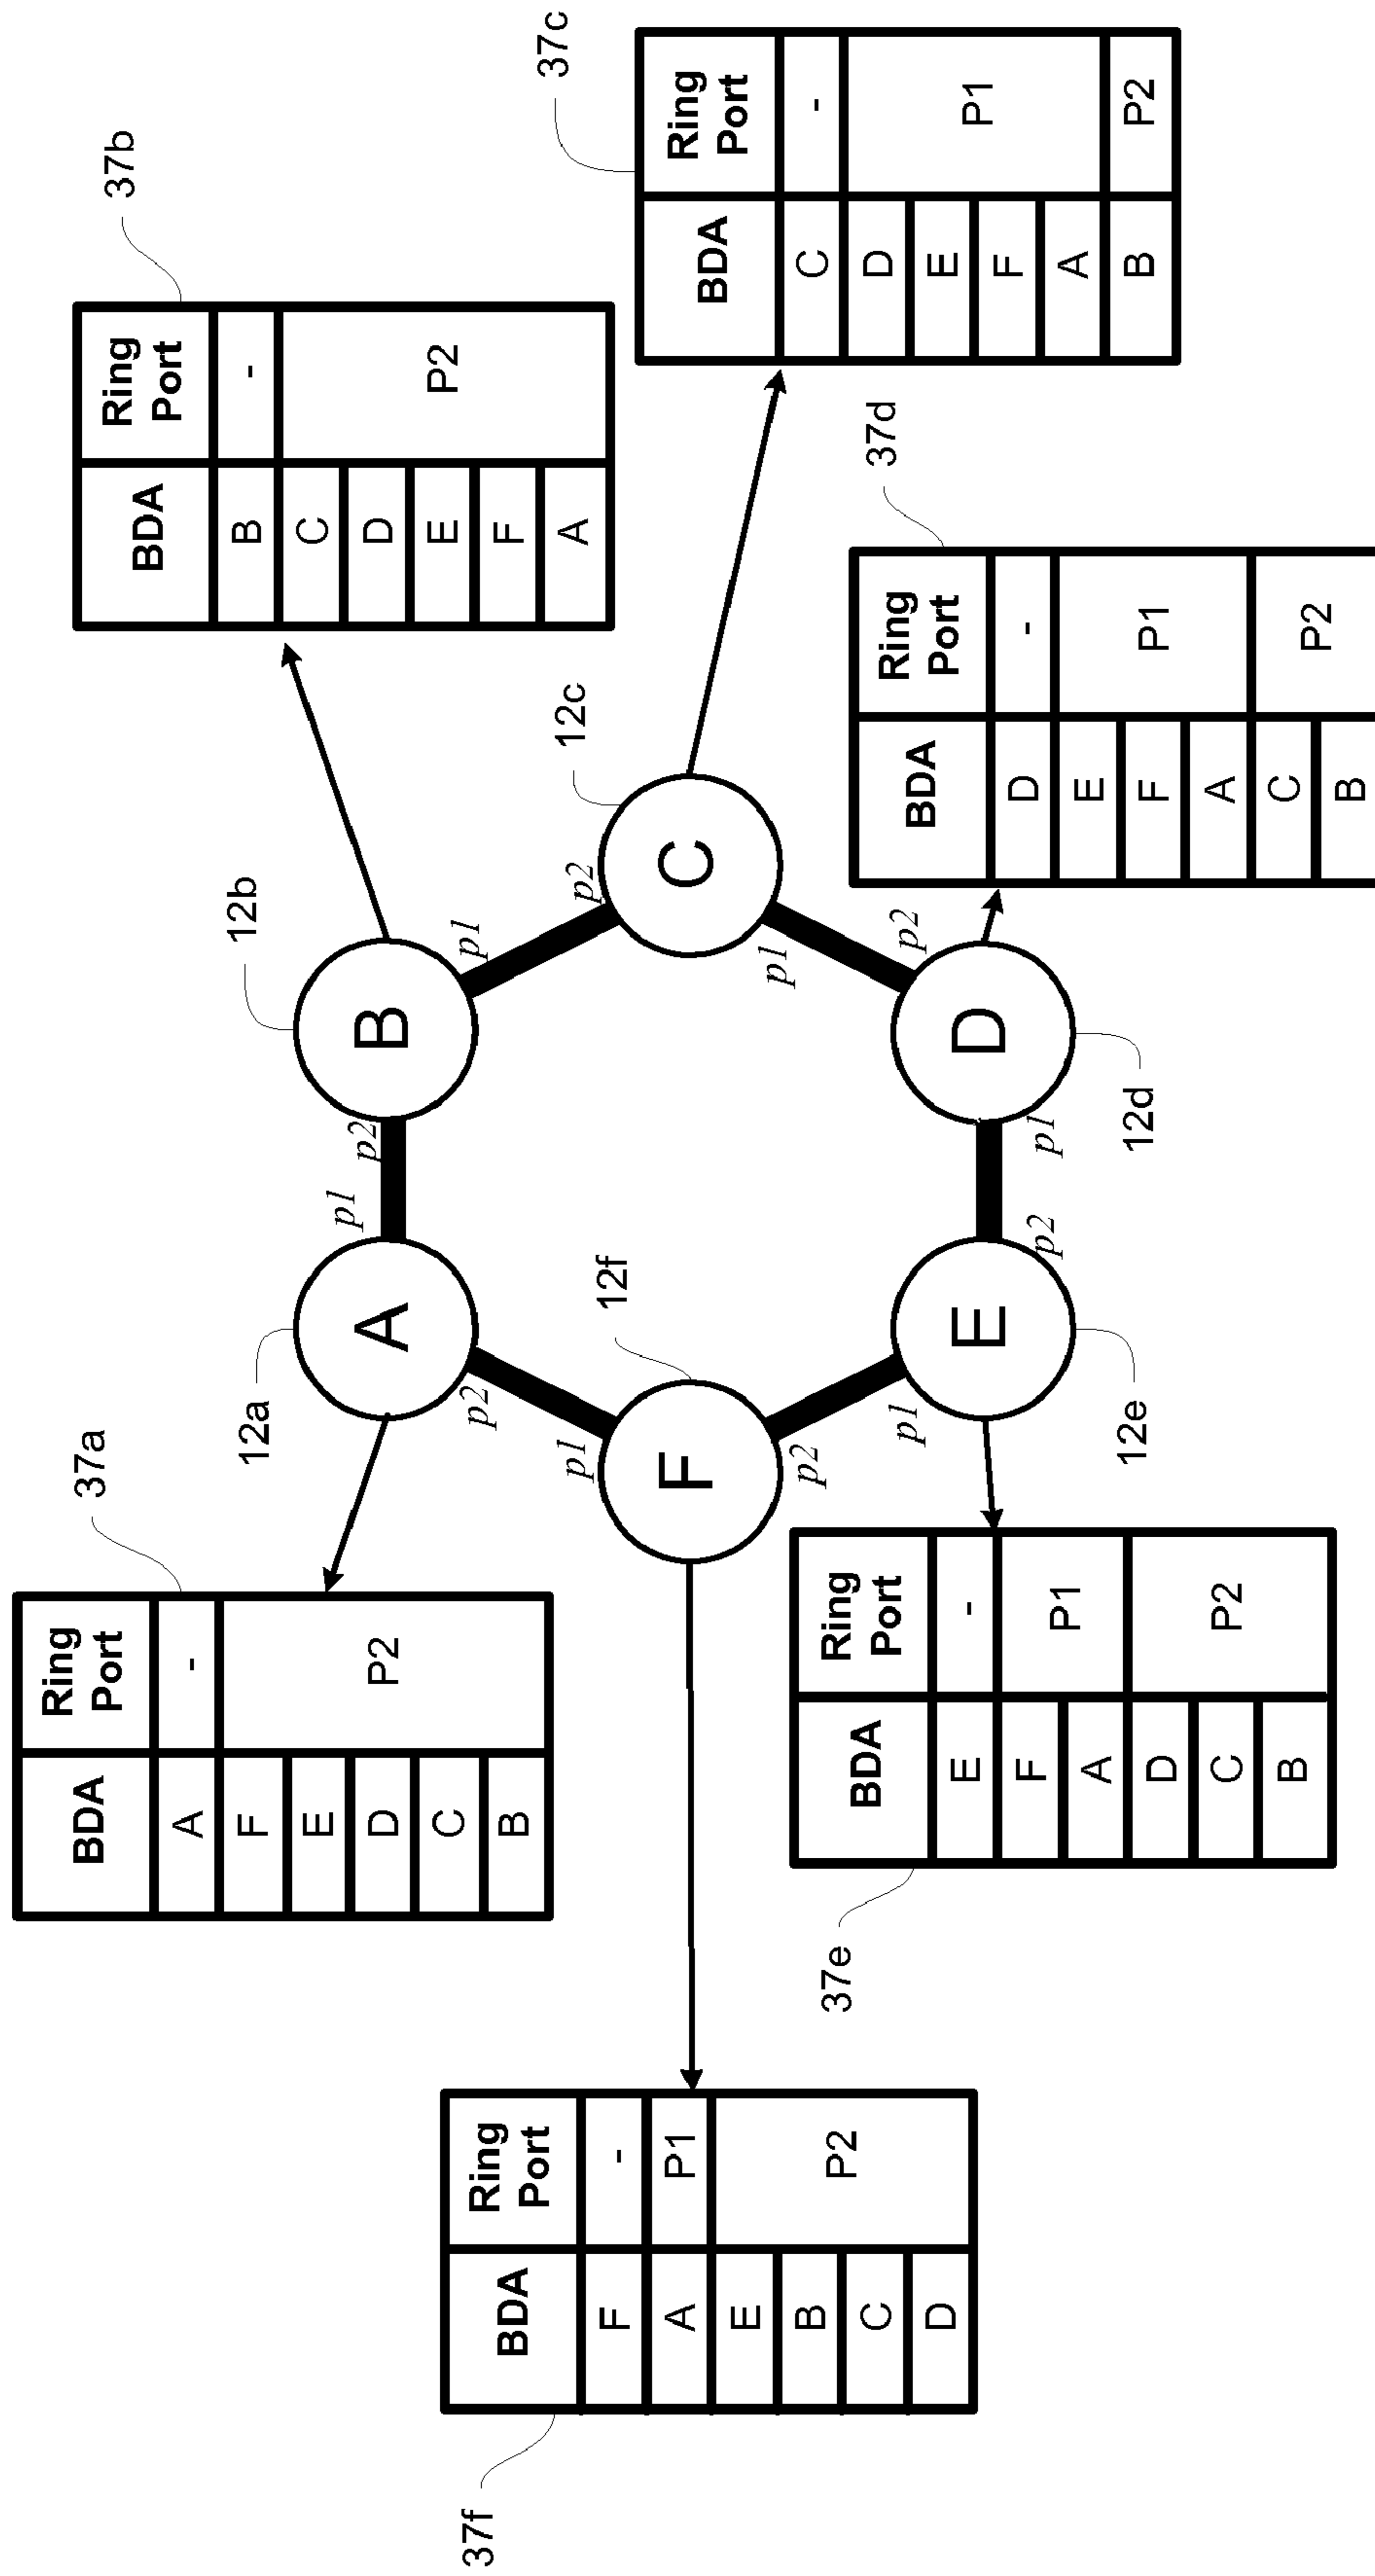 37a
BDA Ring Port
A -
F
E
D P2
C
B
37b
BDA Ring Port
B -
C
D
E P2
F
A
12a
A
p1
p2
12b
B
p2
p1
37f
BDA Ring Port
F -
A P1
E P2
B
C
D
12f
F
p1
p2
12c
C
p2
p1
37c
BDA Ring Port
C -
D P1
E
F
A
B P2
12e
E
p1
p2
12d
D
p1
p2
37e
BDA Ring Port
E -
F P1
A
D P2
C
B
37d
BDA Ring Port
D -
E
F P1
A
C P2
B